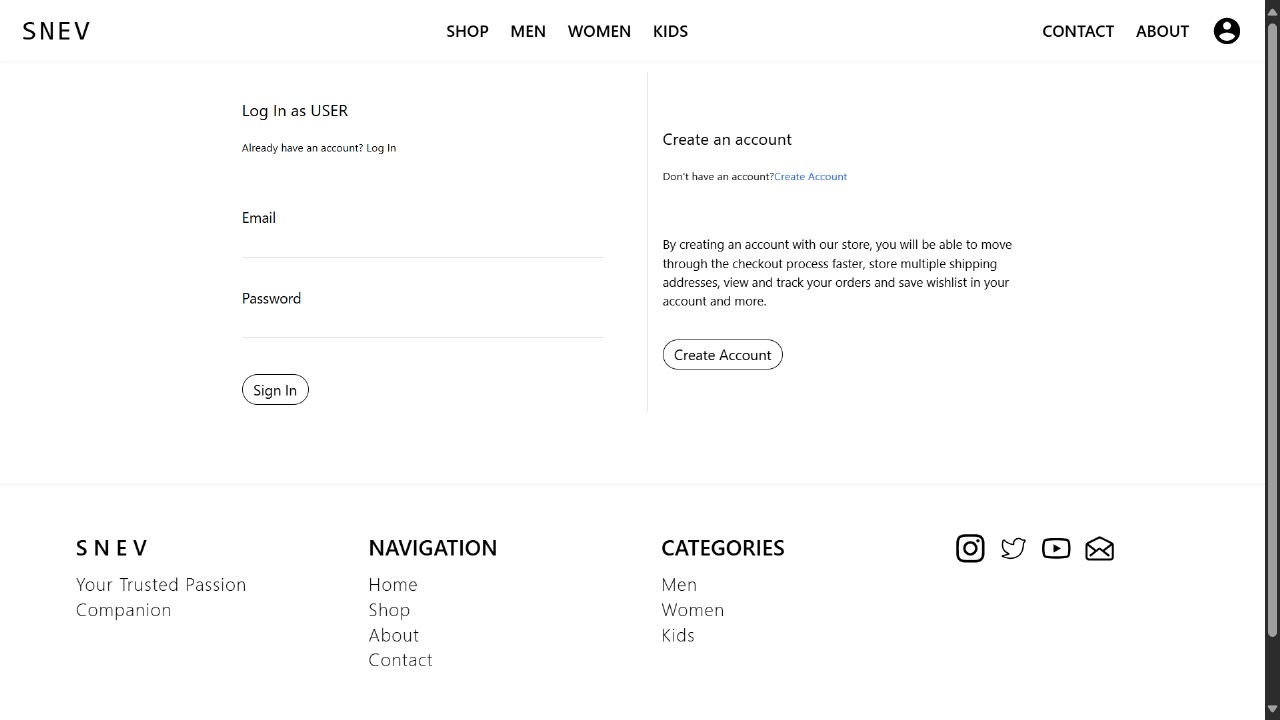 SNEV
SHOP MEN WOMEN KIDS
CONTACT ABOUT
Log In as USER
Already have an account? Log In
Email
Password
Sign In
Create an account
Don't have an account?Create Account
By creating an account with our store, you will be able to move
through the checkout process faster, store multiple shipping
addresses, view and track your orders and save wishlist in your
account and more.
Create Account
S N E V
Your Trusted Passion
Companion
NAVIGATION
Home
Shop
About
Contact
CATEGORIES
Men
Women
Kids